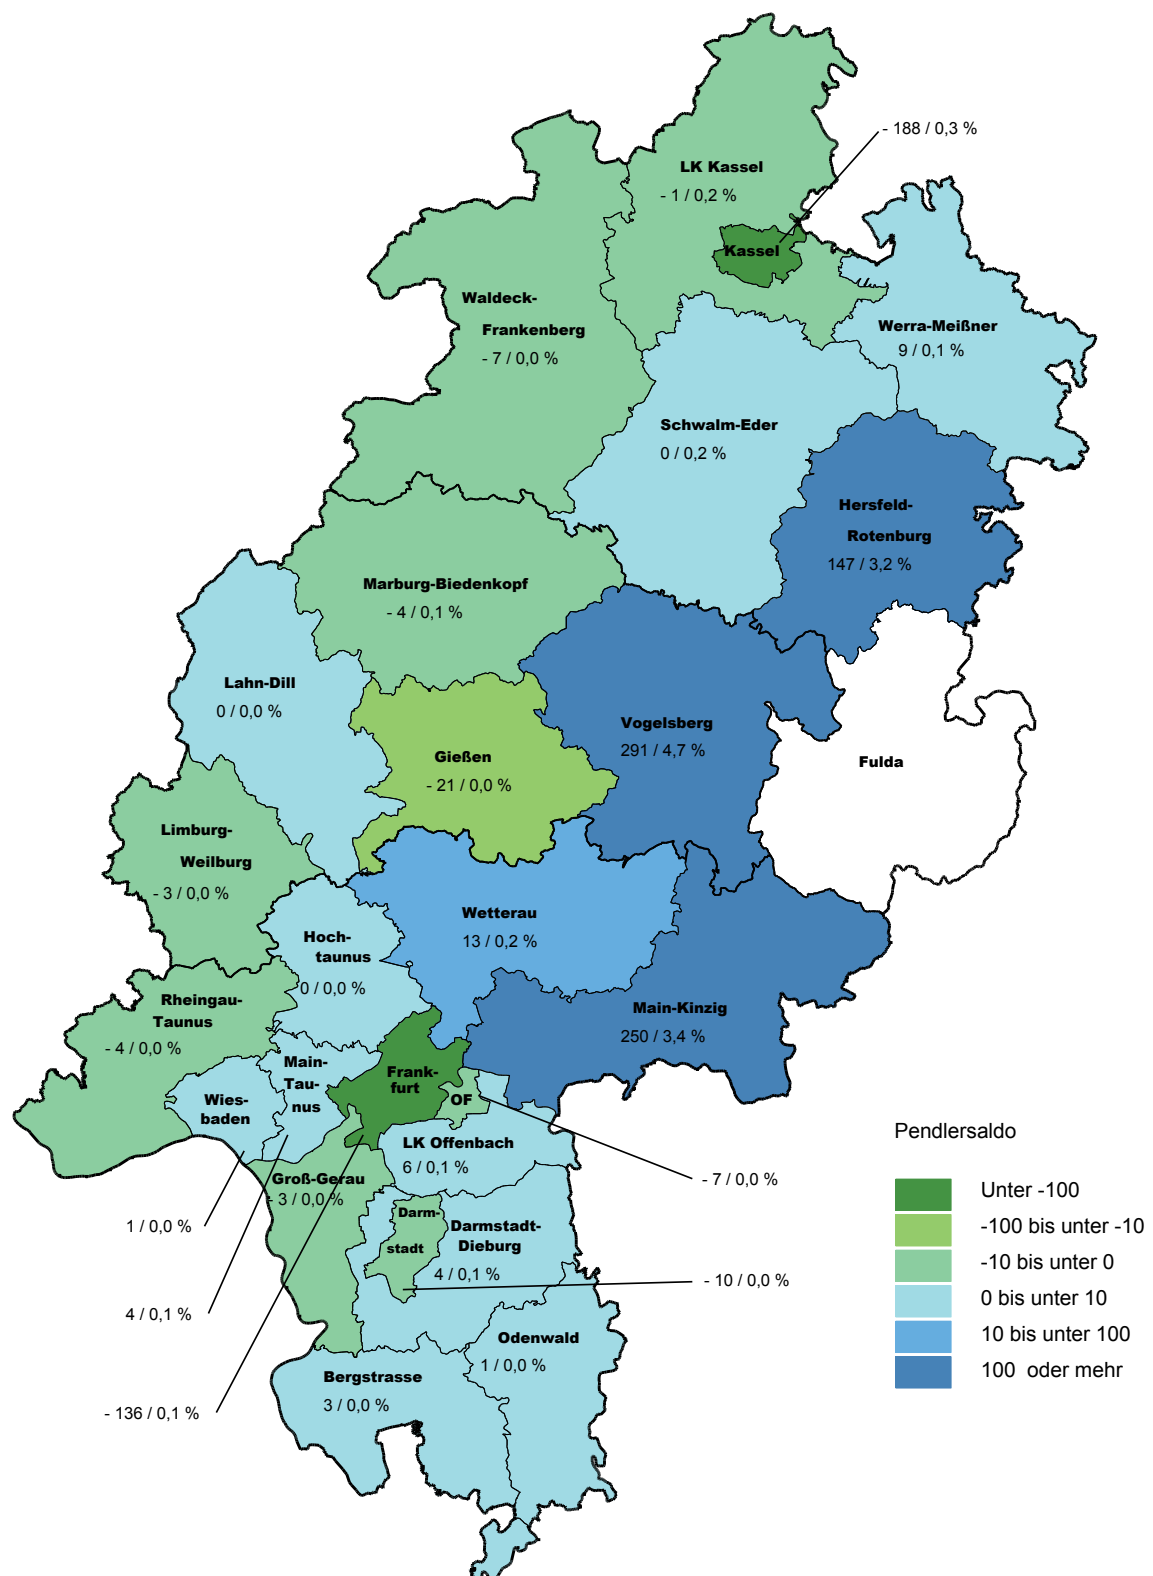 - 188 / 0,3 %
LK Kassel
- 1 / 0,2 %
Kassel
Waldeck-
Frankenberg
- 7 / 0,0 %
Werra-Meißner
9 / 0,1 %
Schwalm-Eder
0 / 0,2 %
Hersfeld-
Rotenburg
147 / 3,2 %
Marburg-Biedenkopf
- 4 / 0,1 %
Lahn-Dill
0 / 0,0 %
Vogelsberg
291 / 4,7 %
Gießen
- 21 / 0,0 %
Fulda
Limburg-
Weilburg
- 3 / 0,0 %
Wetterau
13 / 0,2 %
Hoch-
taunus
0 / 0,0 %
Rheingau-
Taunus
- 4 / 0,0 %
Main-Kinzig
250 / 3,4 %
Main-
Tau-
nus
Frank-
furt
Wies-
baden
OF
LK Offenbach
6 / 0,1 %
Groß-Gerau
- 3 / 0,0 %
- 7 / 0,0 %
Darm-
stadt
Darmstadt-
Dieburg
4 / 0,1 %
1 / 0,0 %
- 10 / 0,0 %
4 / 0,1 %
Odenwald
1 / 0,0 %
Bergstrasse
3 / 0,0 %
- 136 / 0,1 %
Pendlersaldo
Unter -100
-100 bis unter -10
-10 bis unter 0
0 bis unter 10
10 bis unter 100
100 oder mehr